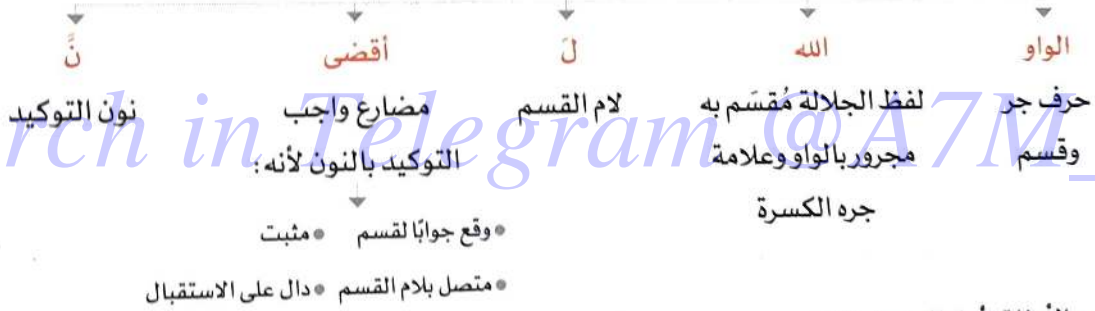 الواو الله لَ أقضى نَّ
حرف جر لفظ الجلالة مُقسَم به لام القسم مضارع واجب نون التوكيد
وقسم مجرور بالواو وعلامة التوكيد بالنون لأنه:
جره الكسرة
• وقع جوابًا لقسم • مثبت
• متصل بلام القسم • دال على الاستقبال
rch in Telegram @A7M_